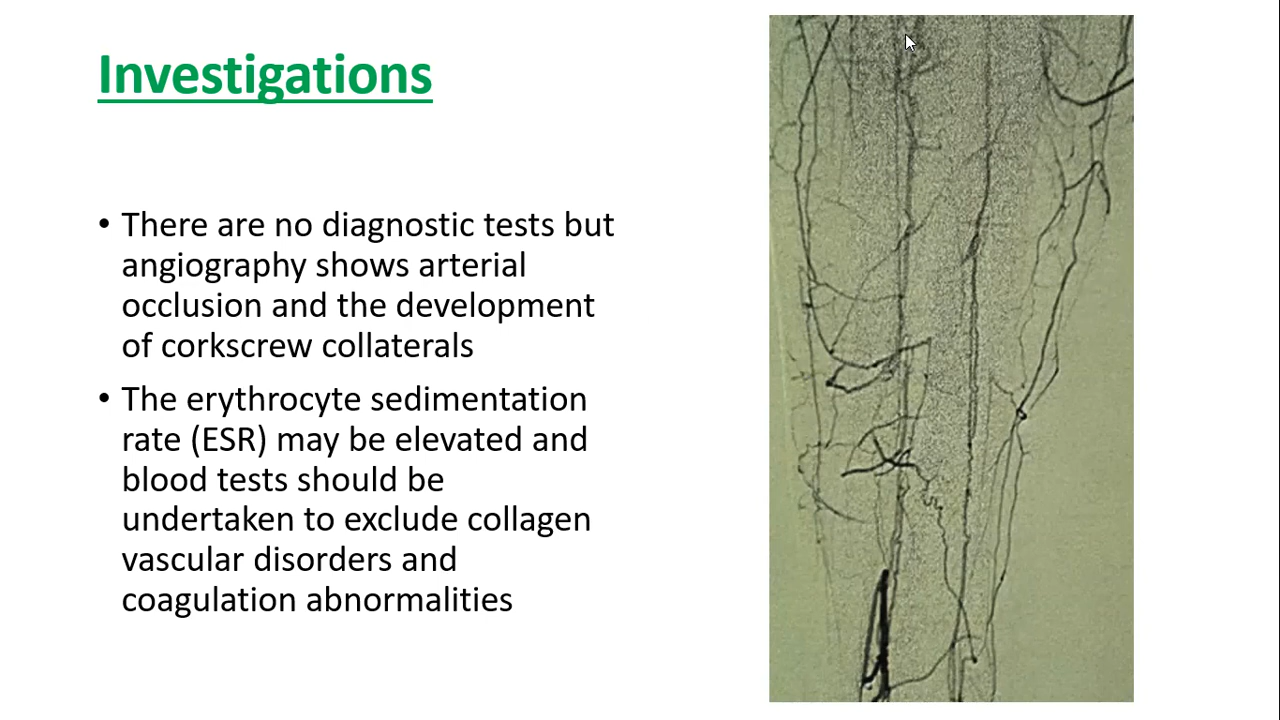 Investigations
• There are no diagnostic tests but
angiography shows arterial
occlusion and the development
of corkscrew collaterals
• The erythrocyte sedimentation
rate (ESR) may be elevated and
blood tests should be
undertaken to exclude collagen
vascular disorders and
coagulation abnormalities